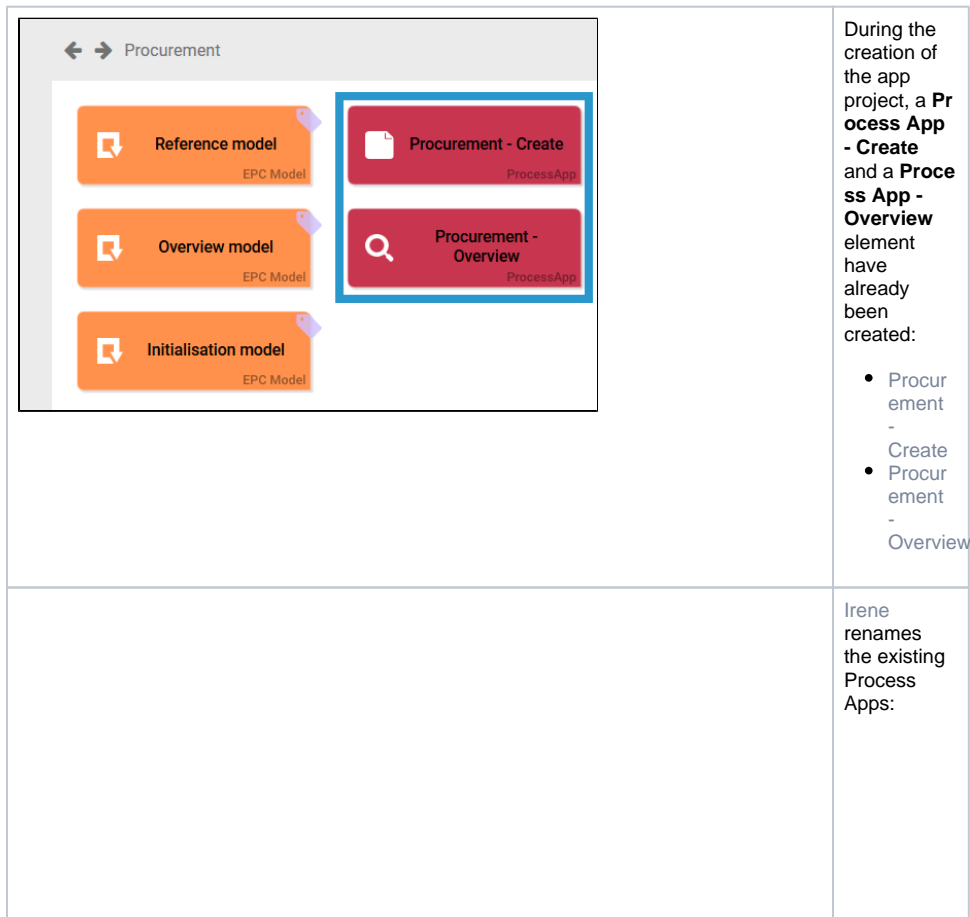 Procurement
Reference model
EPC Model
Procurement - Create
ProcessApp
Overview model
EPC Model
Procurement -
Overview
ProcessApp
Initialisation model
EPC Model
During the
creation of
the app
project, a Pr
ocess App
- Create
and a Proce
ss App -
Overview
element
have
already
been
created:
• Procur
ement
-
Create
• Procur
ement
-
Overview
Irene
renames
the existing
Process
Apps: